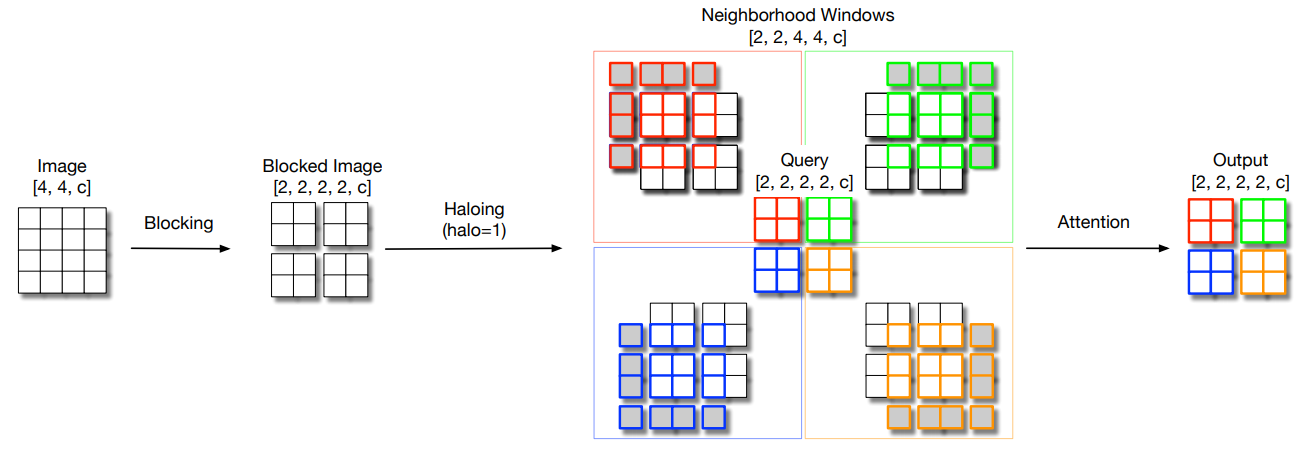 Neighborhood Windows
[2, 2, 4, 4, c]
Image
[4, 4, c]
Blocking
Blocked Image
[2, 2, 2, 2, c]
Haloing
(halo=1)
Query
[2, 2, 2, 2, c]
Attention
Output
[2, 2, 2, 2, c]